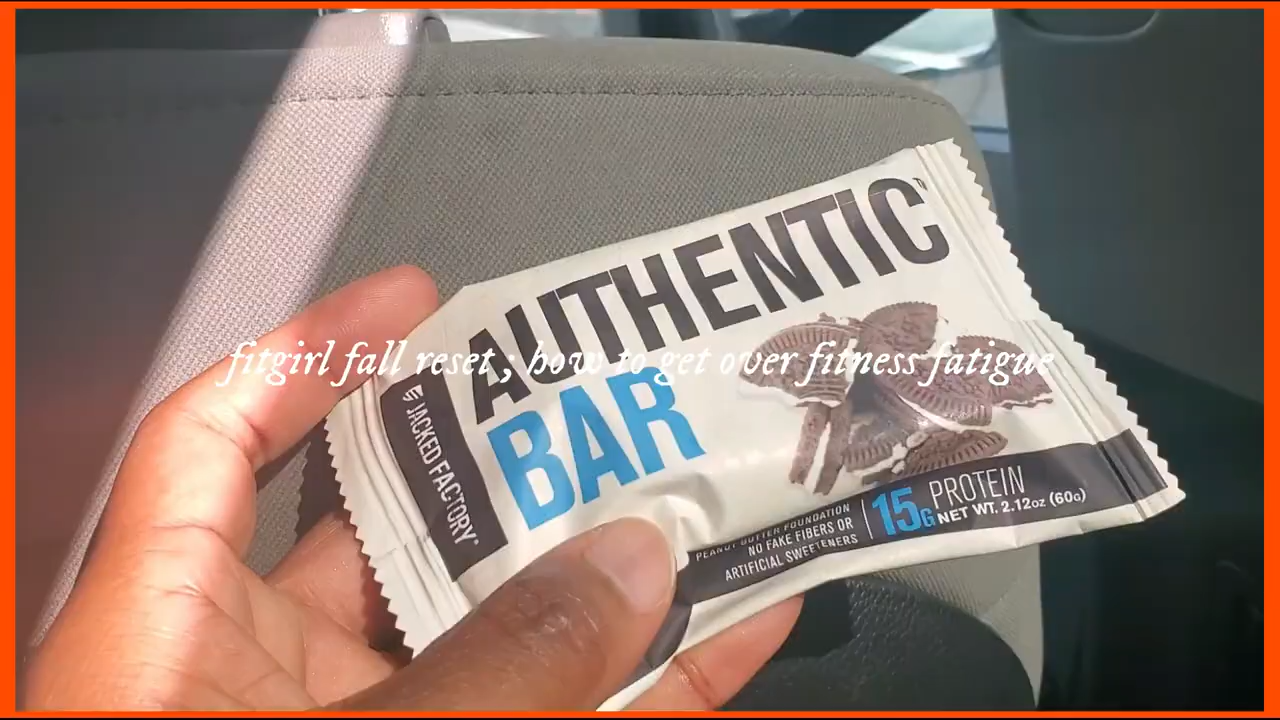 AUTHENTIC™
fitgirl fall reset ; how to get over fitness fatigue
BAR
JACKED FACTORY®
PEANUT BUTTER FOUNDATION
NO FAKE FIBERS OR
ARTIFICIAL SWEETENERS
15G PROTEIN
NET WT. 2.12oz (60g)